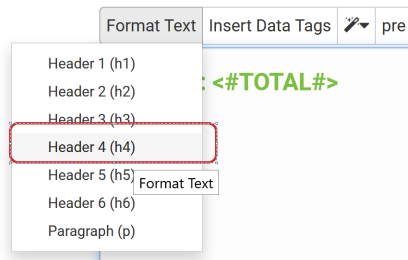 Format Text Insert Data Tags pre
Header 1 (h1)
: <#TOTAL#>
Header 2 (h2)
Header 3 (h3)
Header 4 (h4)
Header 5 (h5)
Format Text
Header 6 (h6)
Paragraph (p)